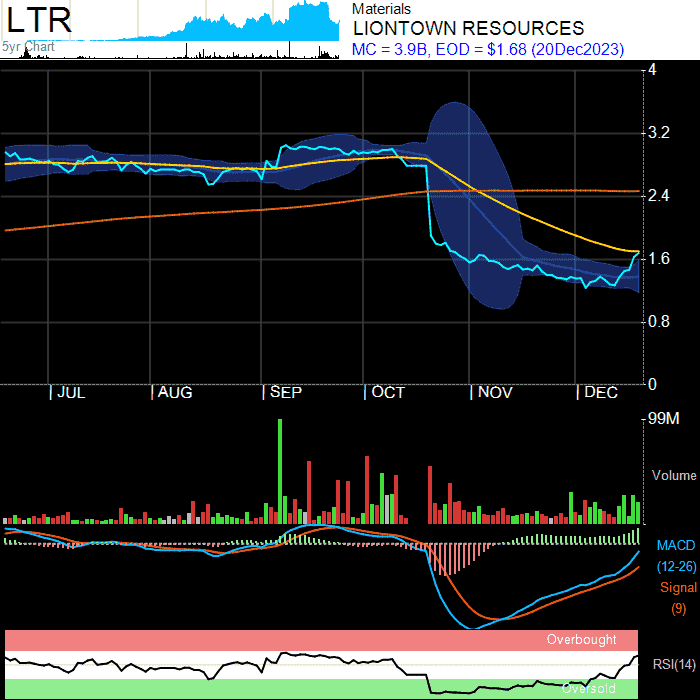 LTR
5yr Chart
Materials
LIONTOWN RESOURCES
MC = 3.9B, EOD = $1.68 (20Dec2023)
4
3.2
2.4
1.6
0.8
0
JUL
AUG
SEP
OCT
NOV
DEC
99M
Volume
MACD
(12-26)
Signal
(9)
Overbought
RSI(14)
Oversold